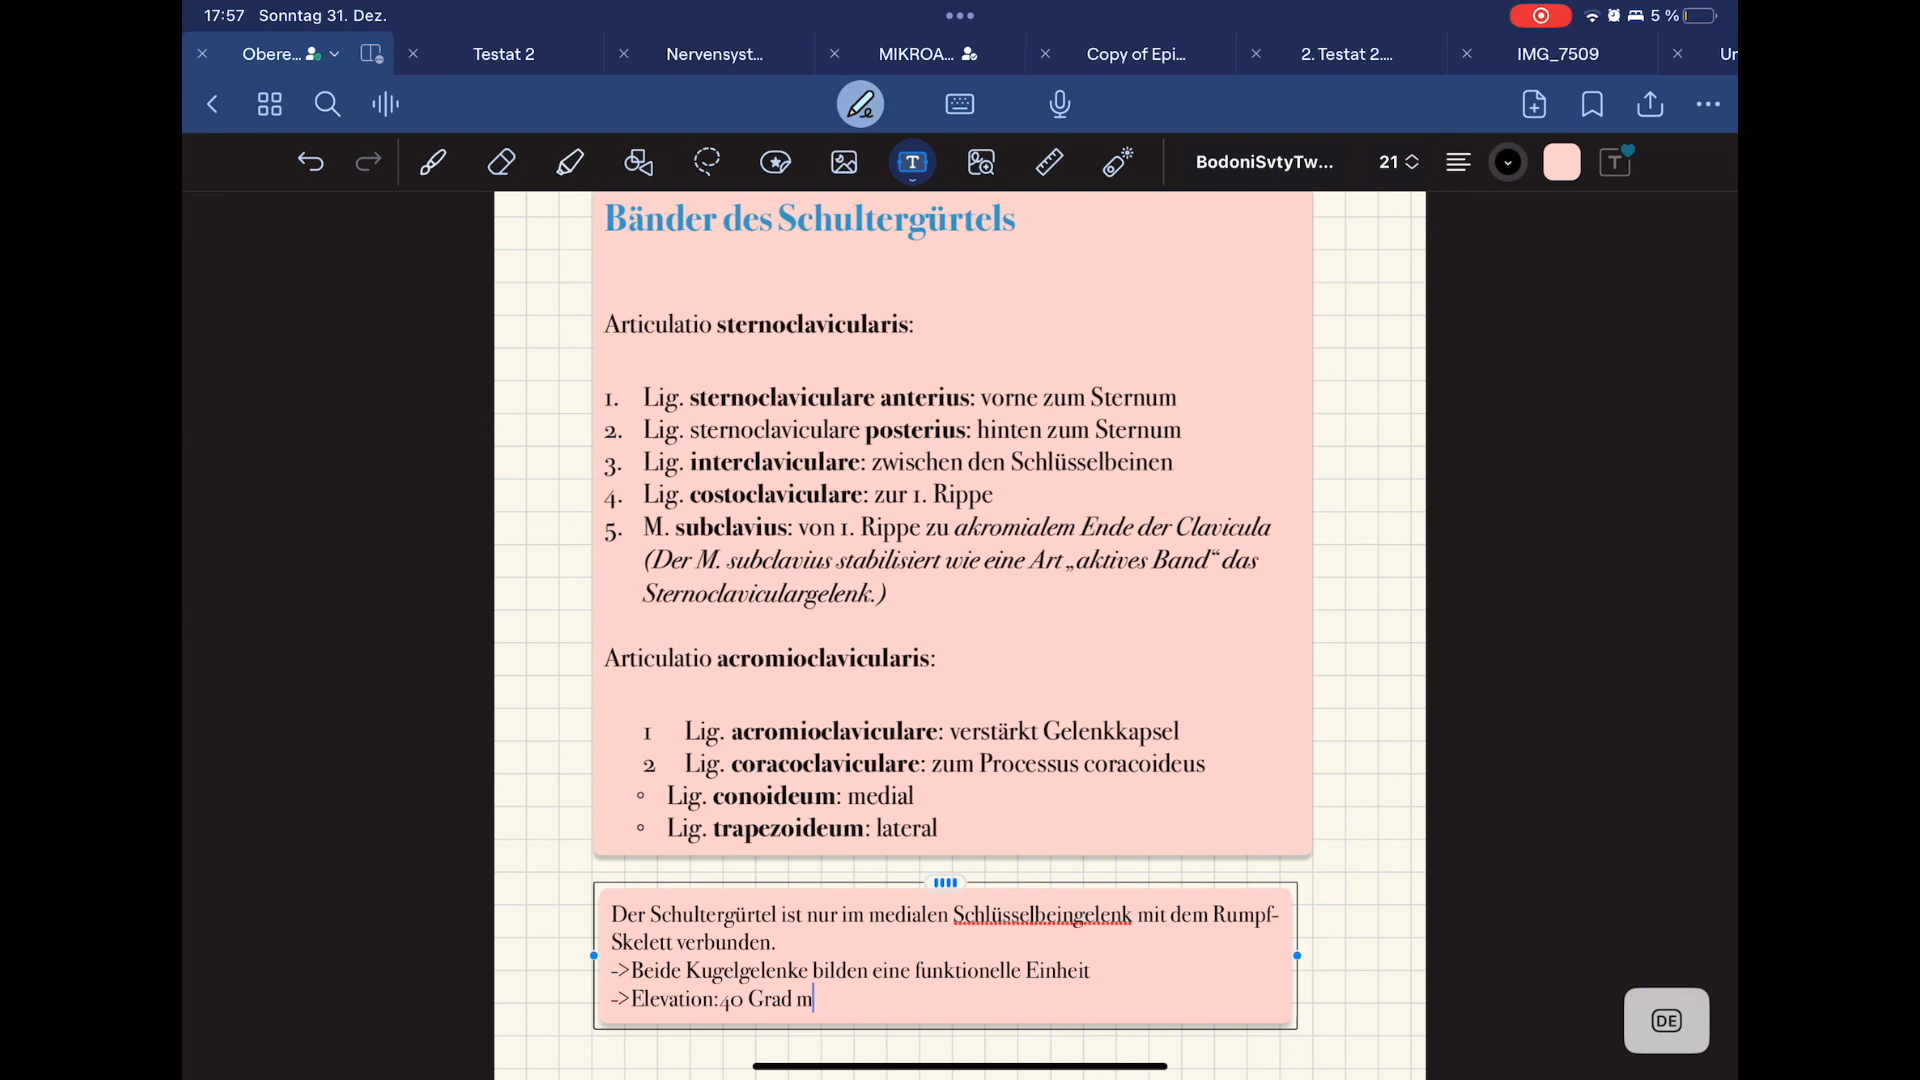 17:57 Sonntag 31. Dez.
5 %
Obere...
Testat 2
Nervensyst...
MIKROA...
Copy of Epi...
2. Testat 2....
IMG_7509
Ur
T
BodoniSvtyTw...
21
T
Bänder des Schultergürtels
Articulatio sternoclavicularis:
1. Lig. sternoclaviculare anterius: vorne zum Sternum
2. Lig. sternoclaviculare posterius: hinten zum Sternum
3. Lig. interclaviculare: zwischen den Schlüsselbeinen
4. Lig. costoclaviculare: zur 1. Rippe
5. M. subclavius: von 1. Rippe zu akromialem Ende der Clavicula
(Der M. subclavius stabilisiert wie eine Art „aktives Band“ das
Sternoclaviculargelenk.)
Articulatio acromioclavicularis:
1 Lig. acromioclaviculare: verstärkt Gelenkkapsel
2 Lig. coracoclaviculare: zum Processus coracoideus
◦ Lig. conoideum: medial
◦ Lig. trapezoideum: lateral
Der Schultergürtel ist nur im medialen Schlüsselbeingelenk mit dem Rumpf-
Skelett verbunden.
->Beide Kugelgelenke bilden eine funktionelle Einheit
->Elevation:40 Grad m
DE